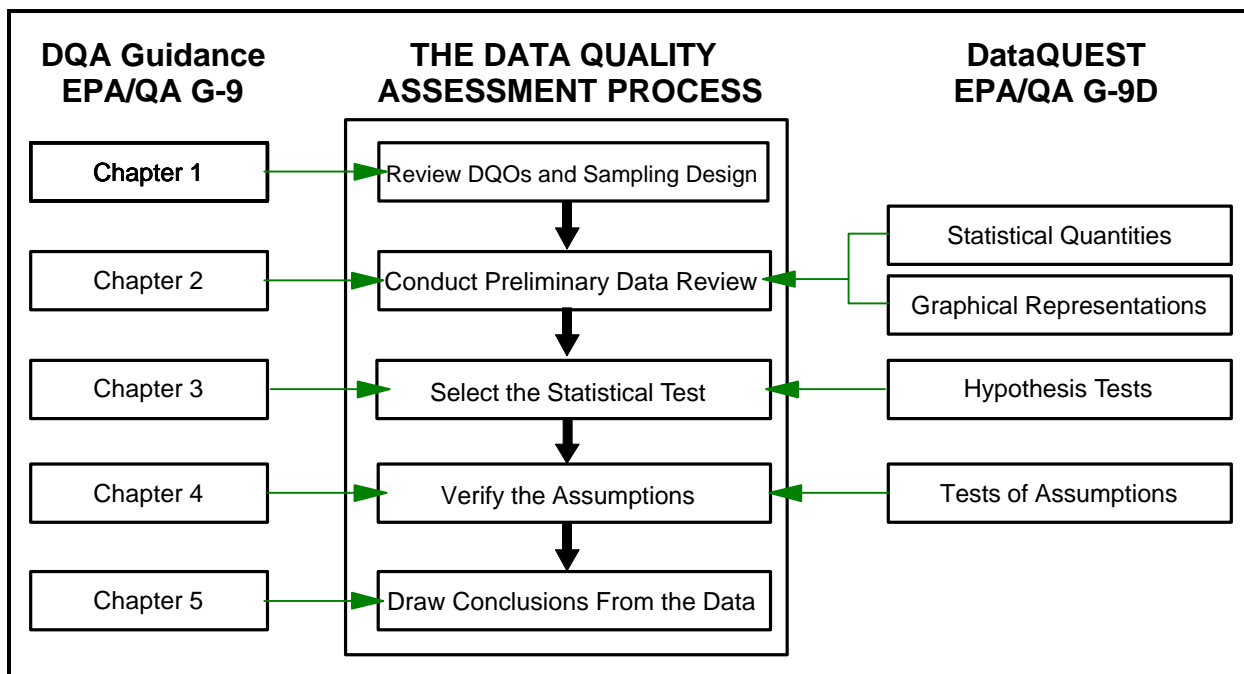 DQA Guidance
EPA/QA G-9
THE DATA QUALITY
ASSESSMENT PROCESS
DataQUEST
EPA/QA G-9D
Chapter 1
Review DQOs and Sampling Design
Statistical Quantities
Chapter 2
Conduct Preliminary Data Review
Graphical Representations
Chapter 3
Select the Statistical Test
Hypothesis Tests
Chapter 4
Verify the Assumptions
Tests of Assumptions
Chapter 5
Draw Conclusions From the Data